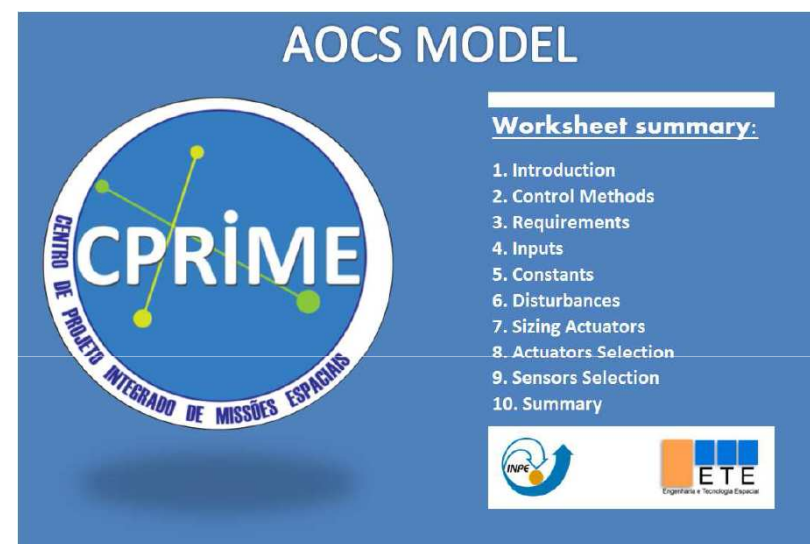 AOCS MODEL
CPRIME
CENTRO DE PROJETO INTEGRADO DE MISSÕES ESPACIAIS
Worksheet summary:
1. Introduction
2. Control Methods
3. Requirements
4. Inputs
5. Constants
6. Disturbances
7. Sizing Actuators
8. Actuators Selection
9. Sensors Selection
10. Summary
INPE
ETE
Engenharia e Tecnologia Espacial